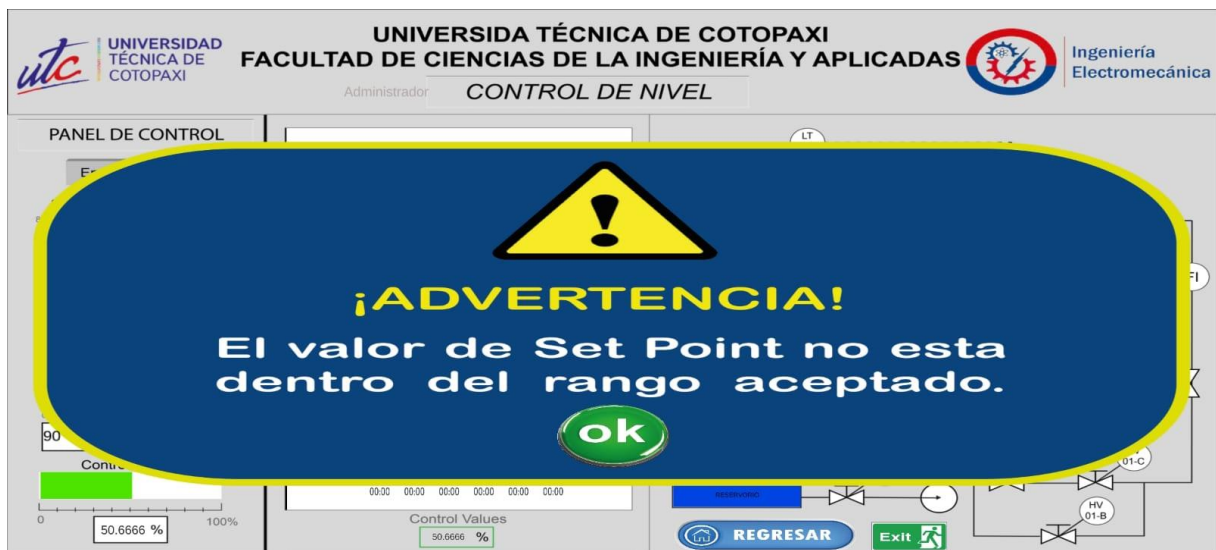 UNIVERSIDAD
TÉCNICA DE
COTOPAXI
utc
UNIVERSIDA TÉCNICA DE COTOPAXI
FACULTAD DE CIENCIAS DE LA INGENIERÍA Y APLICADAS
Administrador
CONTROL DE NIVEL
Ingeniería
Electromecánica
PANEL DE CONTROL
LT
¡ADVERTENCIA!
El valor de Set Point no esta
dentro del rango aceptado.
ok
90
0
100%
50.6666 %
00:00 00:00 00:00 00:00 00:00 00:00
Control Values
50.6666 %
RESERVORIO
01-C
HV
01-B
REGRESAR
Exit